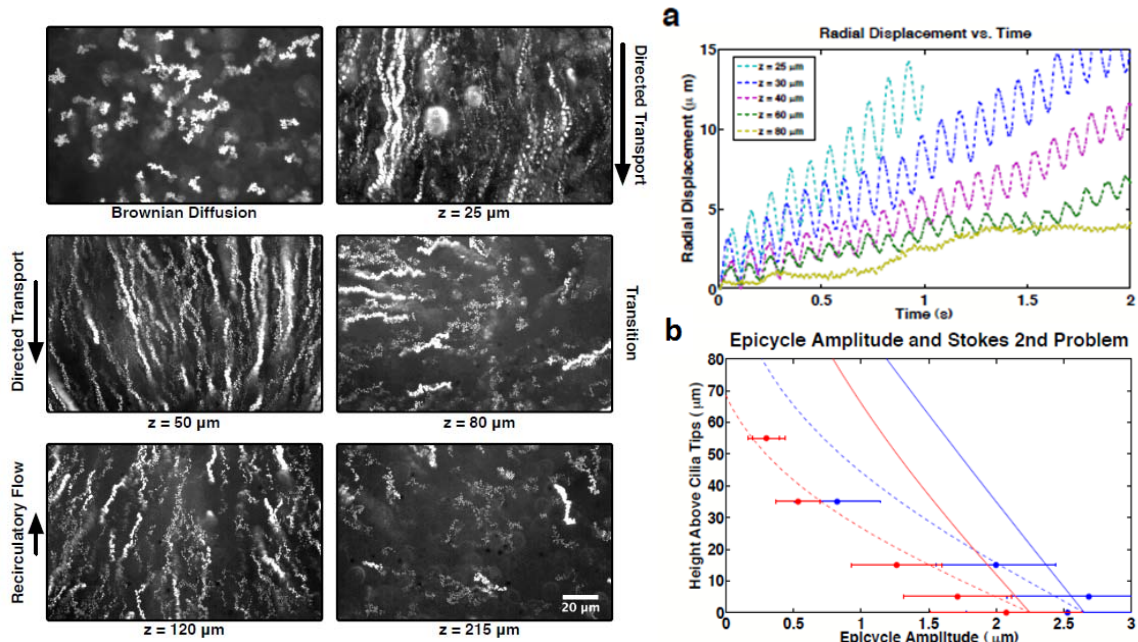 Brownian Diffusion
z = 25 µm
Directed Transport
z = 50 µm
z = 80 µm
Directed Transport
Transition
z = 120 µm
z = 215 µm
Recirculatory Flow
20 µm
a
Radial Displacement vs. Time
Radial Displacement (µ m)
15
10
5
0
z = 25 µm
z = 30 µm
z = 40 µm
z = 60 µm
z = 80 µm
0.5
1
1.5
2
Time (s)
b
Epicycle Amplitude and Stokes 2nd Problem
Height Above Cilia Tips ( µm)
80
70
60
50
40
30
20
10
0
0
0.5
1
1.5
2
2.5
3
Epicycle Amplitude ( µm)